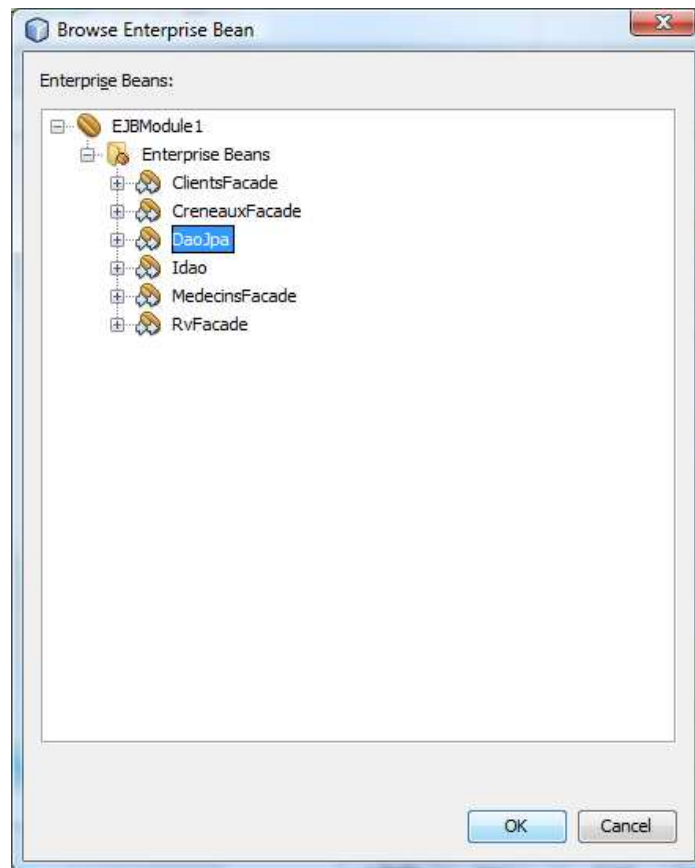 Browse Enterprise Bean
Enterprise Beans:
EJBModule1
Enterprise Beans
ClientsFacade
CreneauxFacade
DaoJpa
Idao
MedecinsFacade
RvFacade
OK Cancel